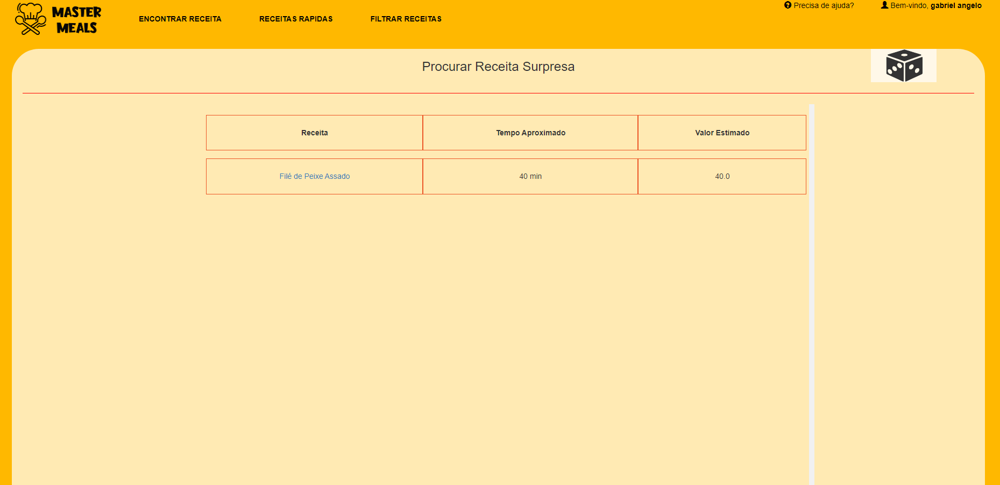 Precisa de ajuda?
Bem-vindo, gabriel angelo
MASTER
MEALS
ENCONTRAR RECEITA
RECEITAS RAPIDAS
FILTRAR RECEITAS
Procurar Receita Surpresa
Receita
Tempo Aproximado
Valor Estimado
Filé de Peixe Assado
40 min
40.0